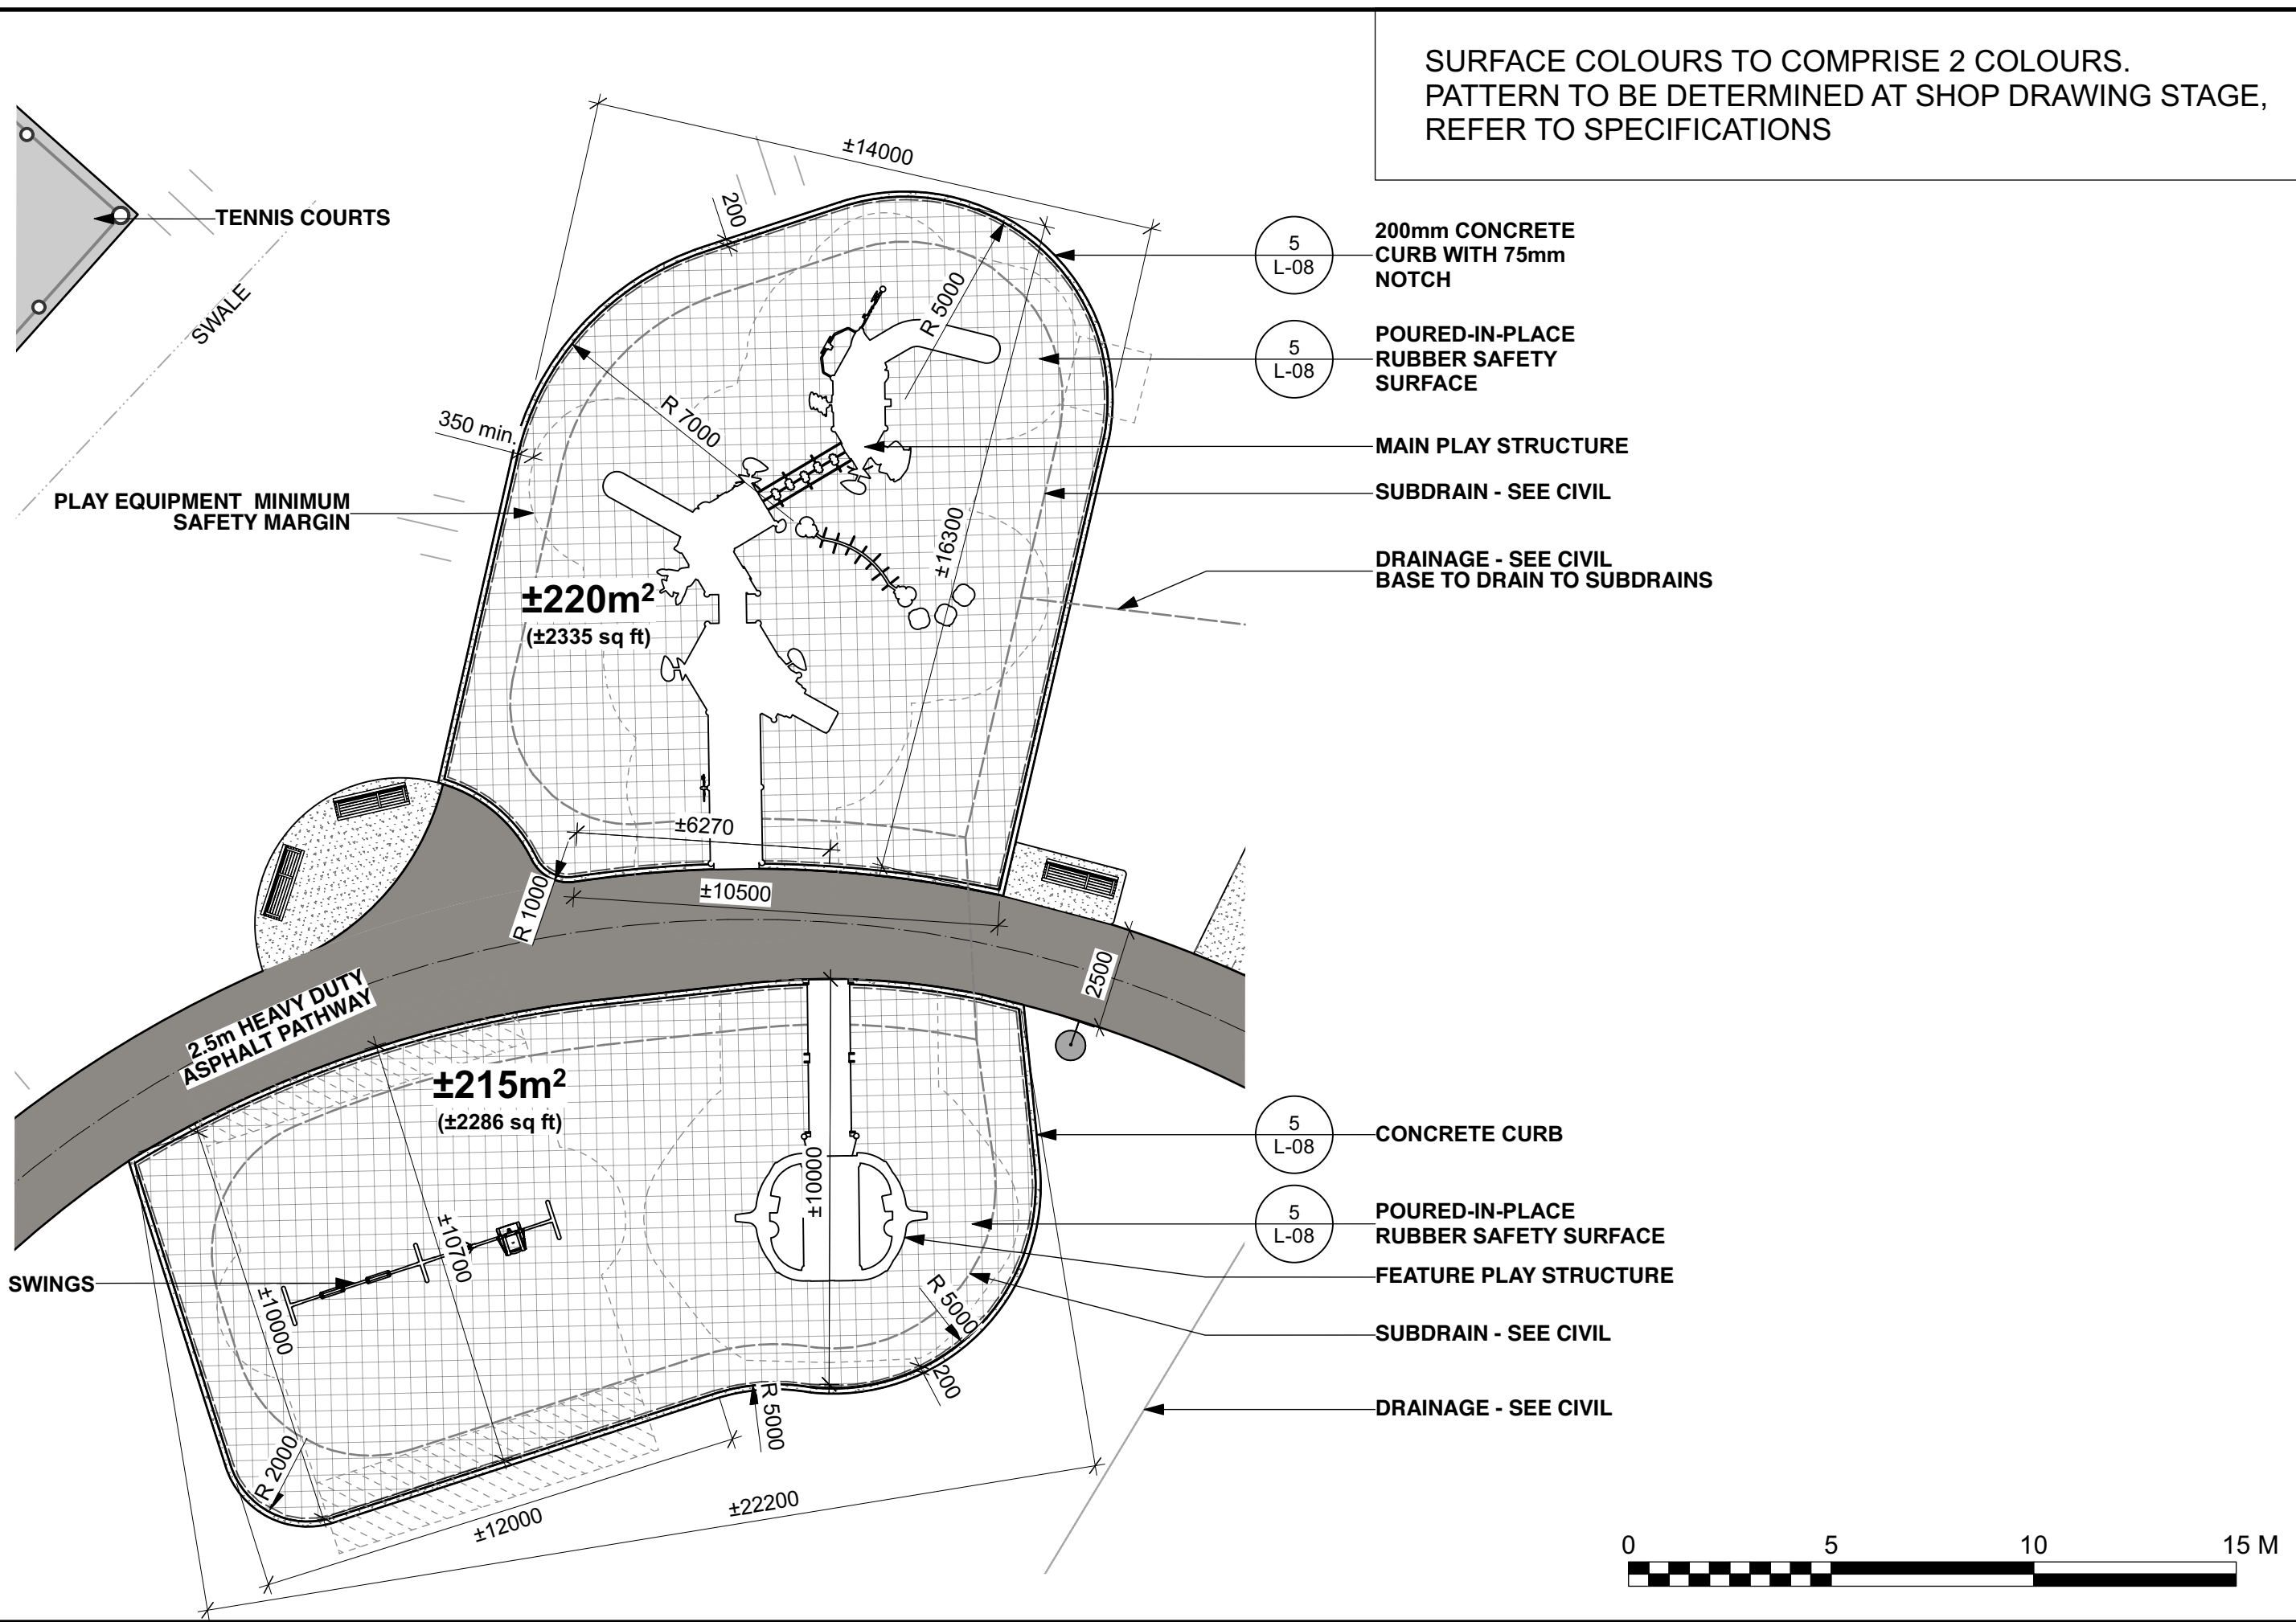 SURFACE COLOURS TO COMPRISE 2 COLOURS.
PATTERN TO BE DETERMINED AT SHOP DRAWING STAGE,
REFER TO SPECIFICATIONS
±14000
200
TENNIS COURTS
SWALE
5
L-08
200mm CONCRETE
CURB WITH 75mm
NOTCH
R 5000
5
L-08
POURED-IN-PLACE
RUBBER SAFETY
SURFACE
R 7000
350 min.
MAIN PLAY STRUCTURE
SUBDRAIN - SEE CIVIL
PLAY EQUIPMENT MINIMUM
SAFETY MARGIN
±16300
DRAINAGE - SEE CIVIL
BASE TO DRAIN TO SUBDRAINS
±220m²
(±2335 sq ft)
±6270
±10500
R 1000
2500
2.5m HEAVY DUTY
ASPHALT PATHWAY
±215m²
(±2286 sq ft)
5
L-08
CONCRETE CURB
±10000
5
L-08
POURED-IN-PLACE
RUBBER SAFETY SURFACE
±10700
SWINGS
±10000
FEATURE PLAY STRUCTURE
R 5000
SUBDRAIN - SEE CIVIL
200
R 5000
DRAINAGE - SEE CIVIL
R 2000
±12000
±22200
0 5 10 15 M